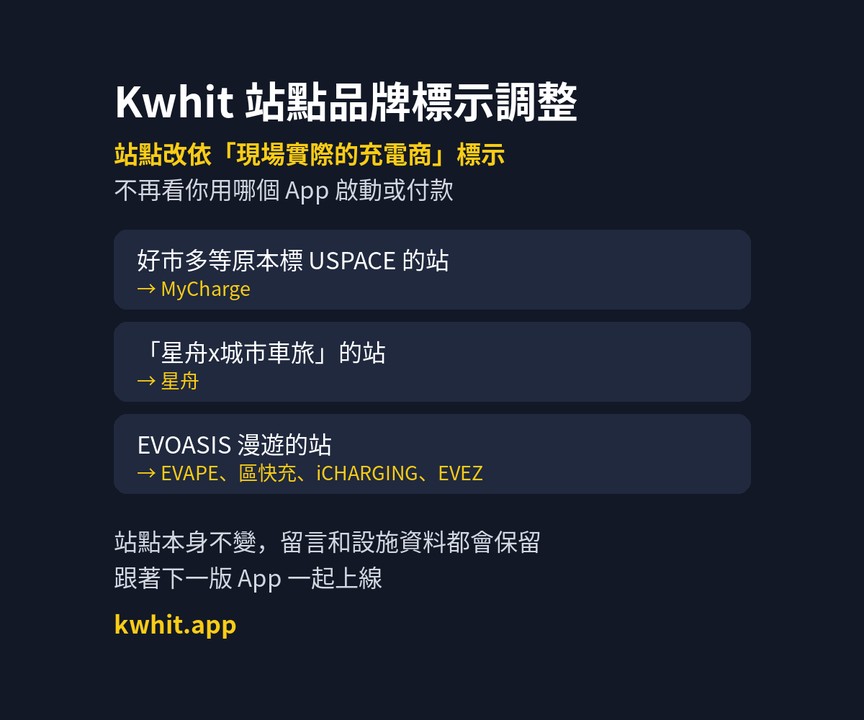 Kwhit 站點品牌標示調整
站點改依「現場實際的充電商」標示
不再看你用哪個 App 啟動或付款
好市多等原本標 USPACE 的站
→ MyCharge
「星舟x城市車旅」的站
→ 星舟
EVOASIS 漫遊的站
→ EVAPE、區快充、iCHARGING、EVEZ
站點本身不變，留言和設施資料都會保留
跟著下一版 App 一起上線
kwhit.app